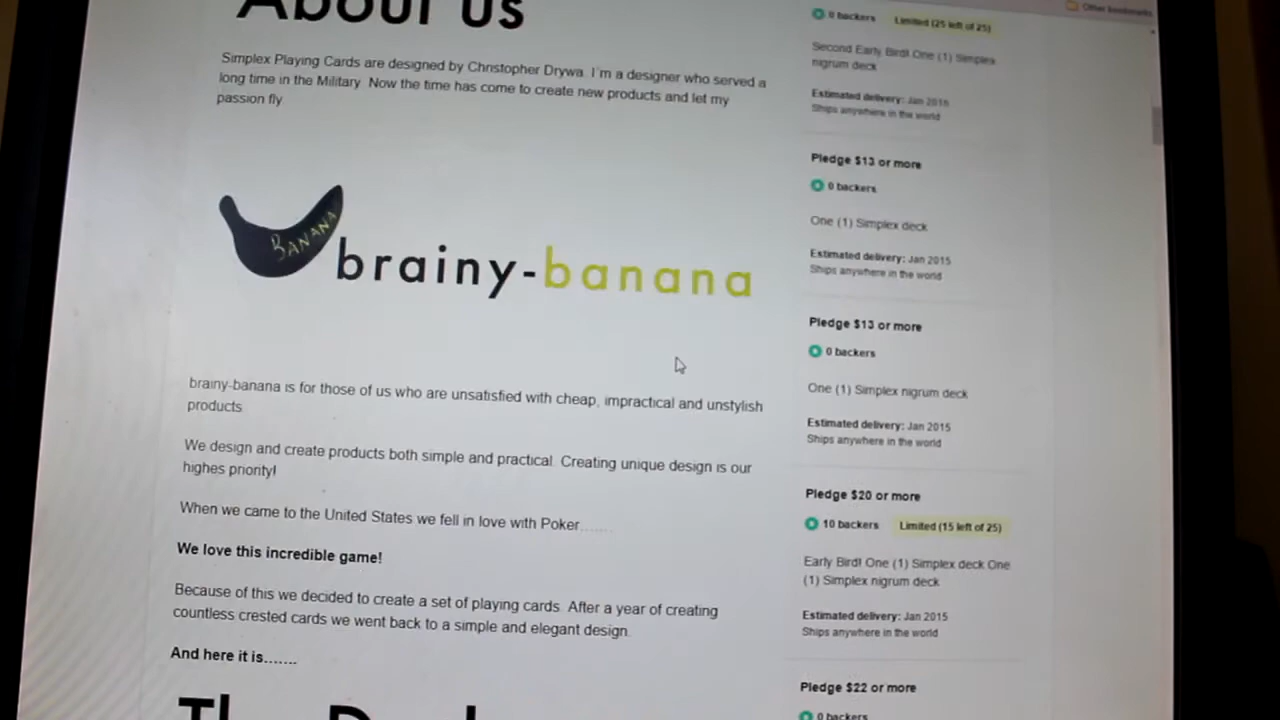 About us
Simplex Playing Cards are designed by Christopher Drywa. I'm a designer who served a
long time in the Military. Now the time has come to create new products and let my
passion fly
BANANA
brainy-banana
brainy-banana is for those of us who are unsatisfied with cheap, impractical and unstylish
products
We design and create products both simple and practical. Creating unique design is our
highes priority!
When we came to the United States we fell in love with Poker.......
We love this incredible game!
Because of this we decided to create a set of playing cards. After a year of creating
countless crested cards we went back to a simple and elegant design.
And here it is.......
Other bookmarks
0 backers Limited (25 left of 25)
Second Early Bird! One (1) Simplex
nigrum deck
Estimated delivery: Jan 2015
Ships anywhere in the world
Pledge $13 or more
0 backers
One (1) Simplex deck
Estimated delivery: Jan 2015
Ships anywhere in the world
Pledge $13 or more
0 backers
One (1) Simplex nigrum deck
Estimated delivery: Jan 2015
Ships anywhere in the world
Pledge $20 or more
10 backers Limited (15 left of 25)
Early Bird! One (1) Simplex deck One
(1) Simplex nigrum deck
Estimated delivery: Jan 2015
Ships anywhere in the world
Pledge $22 or more
0 backers